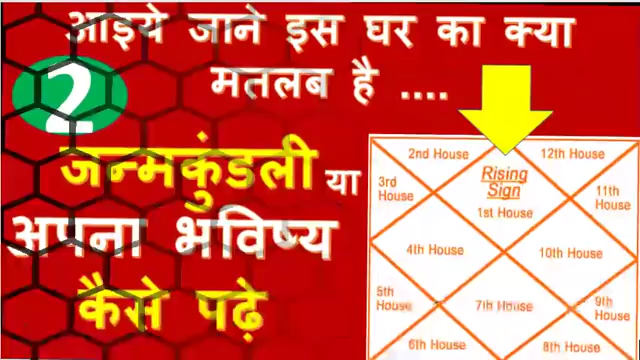 आइये जाने इस घर का क्या
मतलब है ....
2
जन्मकुंडली या
अपना भविष्य
कैसे पढ़े
2nd House
12th House
Rising
Sign
1st House
3rd
House
11th
House
4th House
10th House
5th
House
7th House
9th
House
6th House
8th House